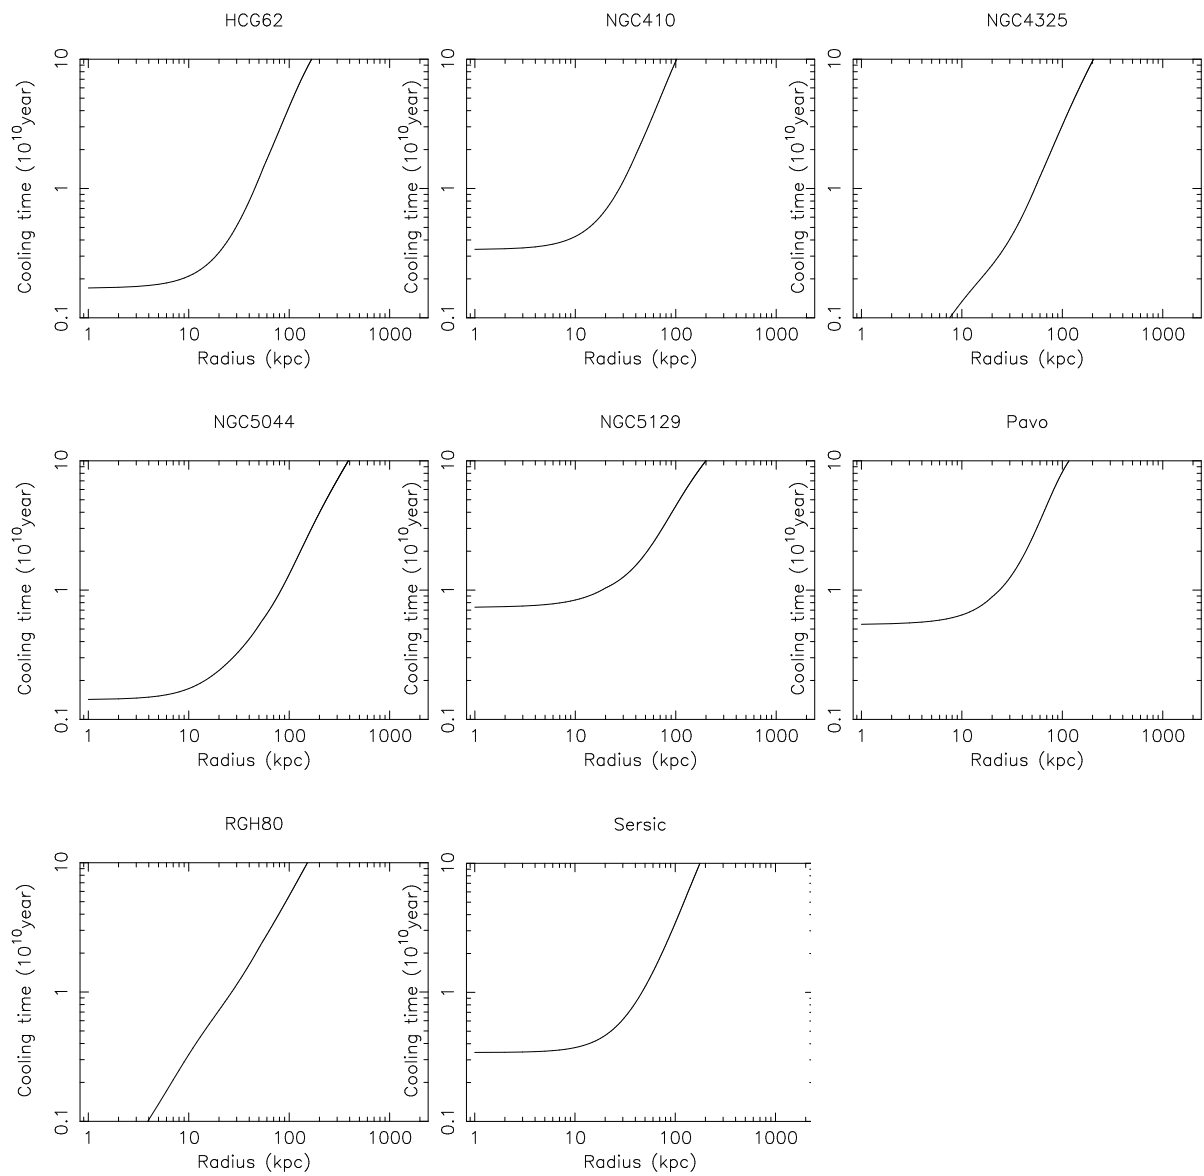 HCG62
NGC410
NGC4325
Cooling time (10^10 year)
0.1 1 10
1 10 100 1000
Radius (kpc)
Cooling time (10^10 year)
0.1 1 10
1 10 100 1000
Radius (kpc)
Cooling time (10^10 year)
0.1 1 10
1 10 100 1000
Radius (kpc)
NGC5044
NGC5129
Pavo
Cooling time (10^10 year)
0.1 1 10
1 10 100 1000
Radius (kpc)
Cooling time (10^10 year)
0.1 1 10
1 10 100 1000
Radius (kpc)
Cooling time (10^10 year)
0.1 1 10
1 10 100 1000
Radius (kpc)
RGH80
Sersic
Cooling time (10^10 year)
0.1 1 10
1 10 100 1000
Radius (kpc)
Cooling time (10^10 year)
0.1 1 10
1 10 100 1000
Radius (kpc)